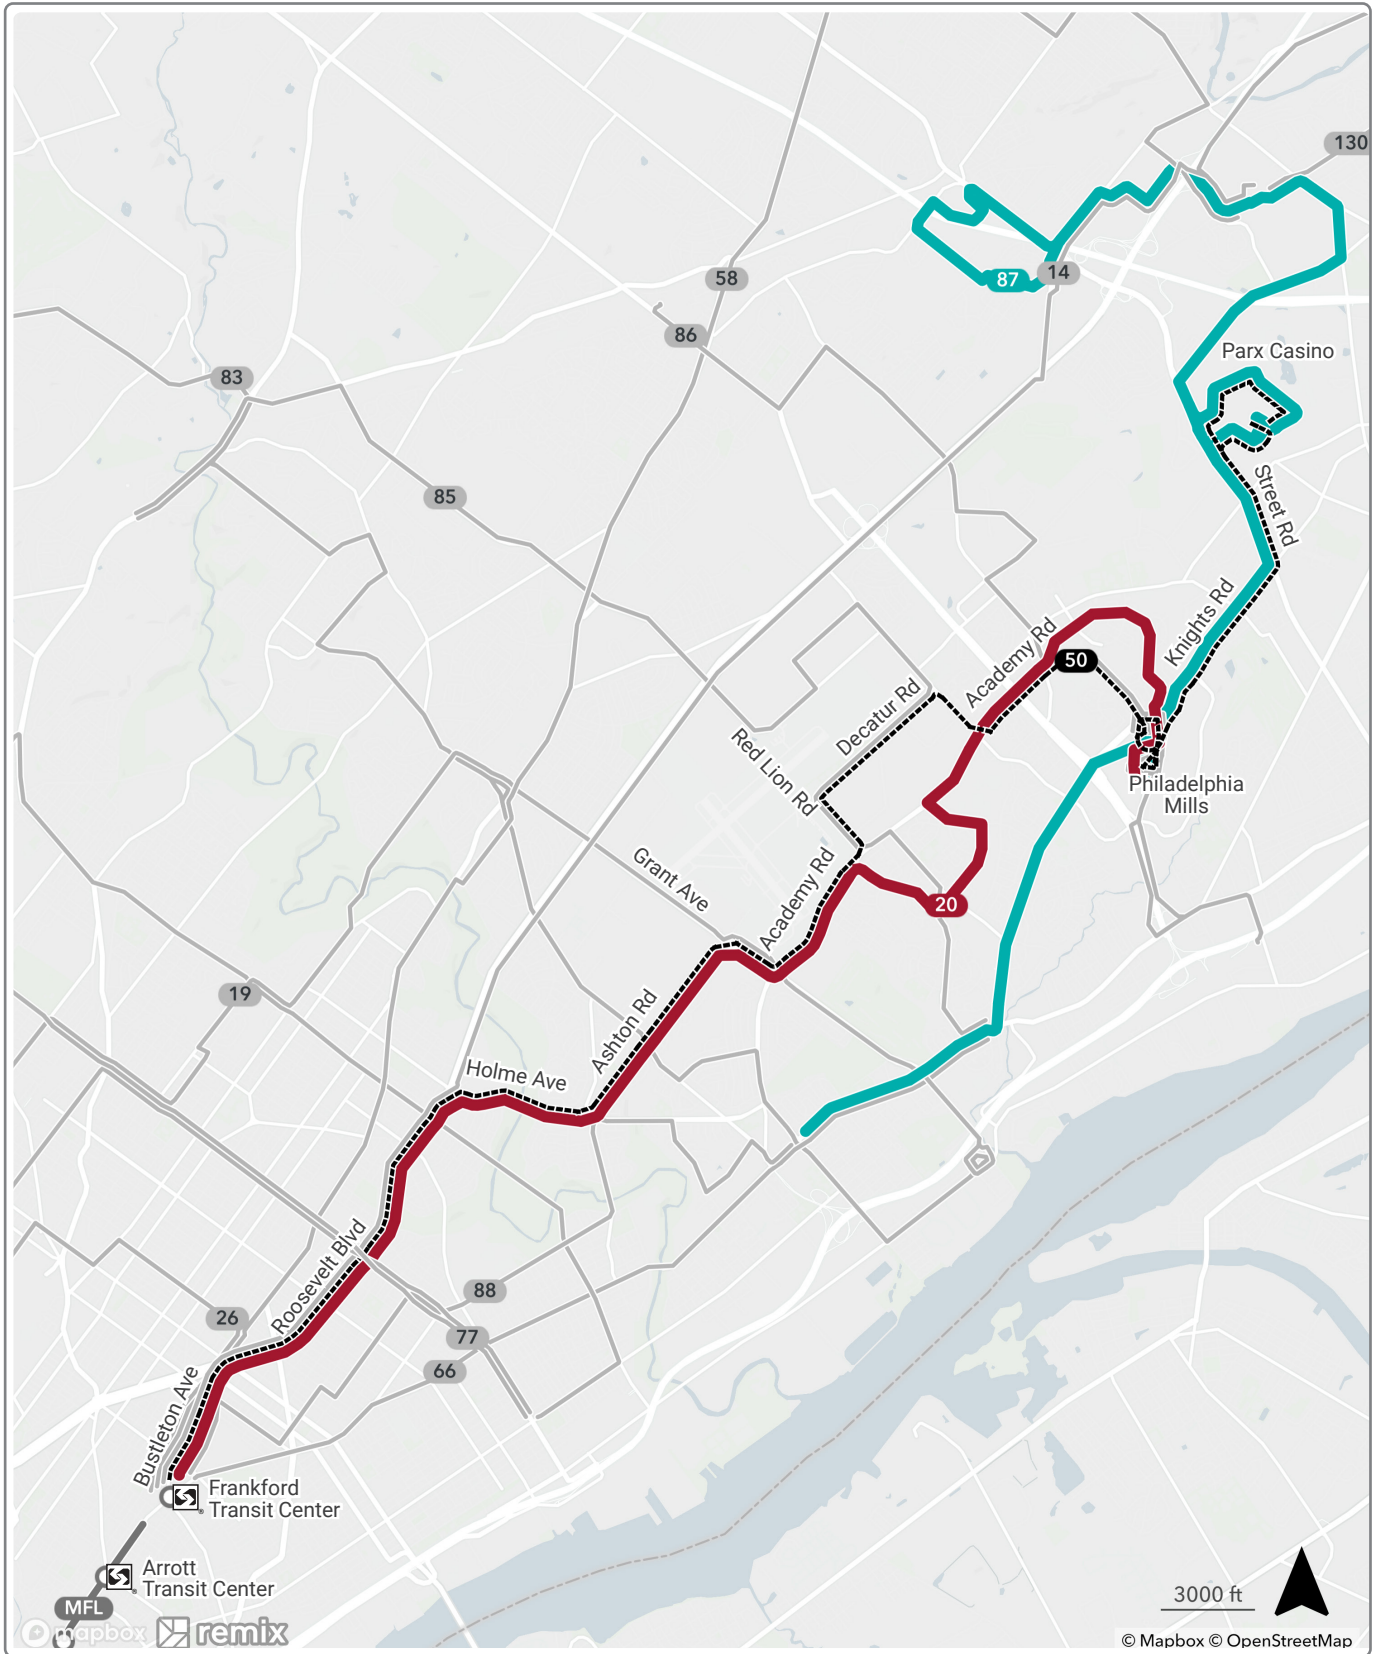 130
58
87
14
86
Parx Casino
83
Street Rd
85
Knights Rd
Academy Rd
50
Decatur Rd
Red Lion Rd
Philadelphia
Mills
Grant Ave
Academy Rd
20
19
Ashton Rd
Holme Ave
Roosevelt Blvd
88
26
77
66
Bustleton Ave
Frankford
Transit Center
Arrott
Transit Center
MFL
3000 ft
mapbox
remix
© Mapbox © OpenStreetMap